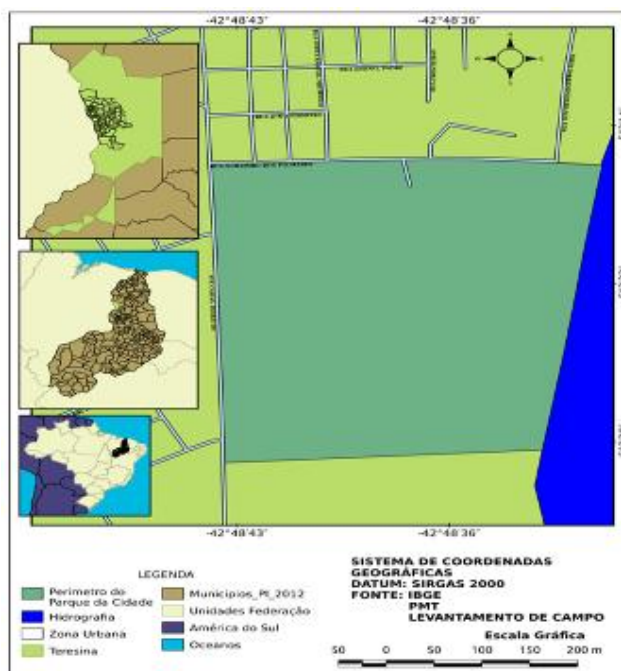 -42°48'43" -42°48'36"
-42°48'43" -42°48'36"
LEGENDA
Perímetro do
Parque da Cidade
Hidrografia
Zona Urbana
Teresina
Municípios_PI_2012
Unidades Federação
América do Sul
Oceanos
SISTEMA DE COORDENADAS
GEOGRÁFICAS
DATUM: SIRGAS 2000
FONTE: IBGE
PMT
LEVANTAMENTO DE CAMPO
Escala Gráfica
50 0 50 100 150 200 m